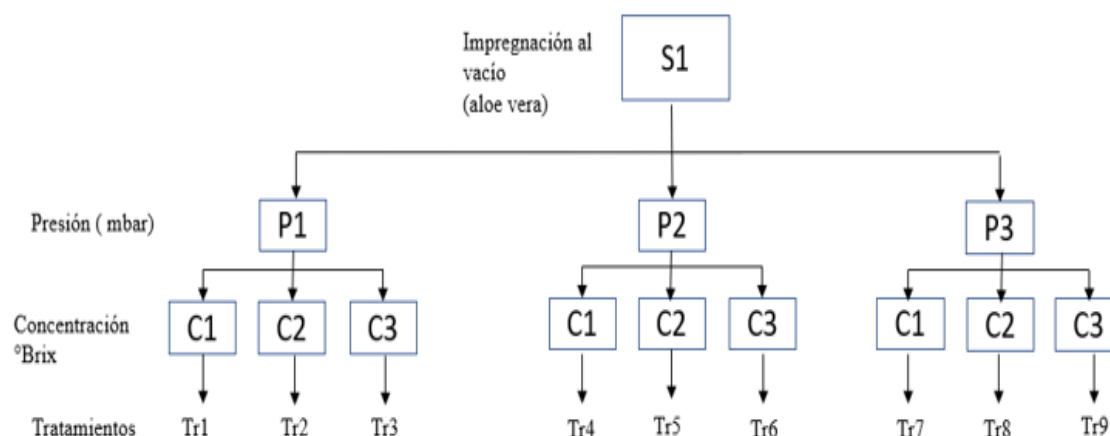 Impregnación al
vacío
(aloe vera)
S1
Presión ( mbar)
P1
P2
P3
Concentración
°Brix
C1
C2
C3
C1
C2
C3
C1
C2
C3
Tratamientos
Tr1
Tr2
Tr3
Tr4
Tr5
Tr6
Tr7
Tr8
Tr9